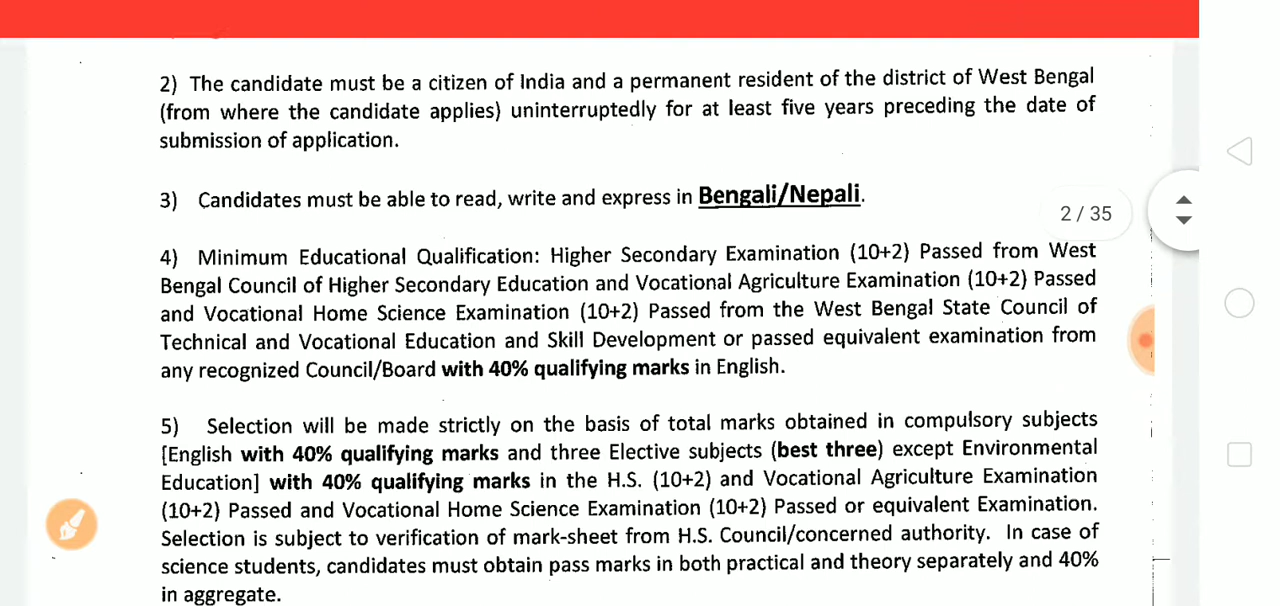 2) The candidate must be a citizen of India and a permanent resident of the district of West Bengal
(from where the candidate applies) uninterruptedly for at least five years preceding the date of
submission of application.
3) Candidates must be able to read, write and express in Bengali/Nepali.
2 / 35
4) Minimum Educational Qualification: Higher Secondary Examination (10+2) Passed from West
Bengal Council of Higher Secondary Education and Vocational Agriculture Examination (10+2) Passed
and Vocational Home Science Examination (10+2) Passed from the West Bengal State Council of
Technical and Vocational Education and Skill Development or passed equivalent examination from
any recognized Council/Board with 40% qualifying marks in English.
5) Selection will be made strictly on the basis of total marks obtained in compulsory subjects
[English with 40% qualifying marks and three Elective subjects (best three) except Environmental
Education] with 40% qualifying marks in the H.S. (10+2) and Vocational Agriculture Examination
(10+2) Passed and Vocational Home Science Examination (10+2) Passed or equivalent Examination.
Selection is subject to verification of mark-sheet from H.S. Council/concerned authority. In case of
science students, candidates must obtain pass marks in both practical and theory separately and 40%
in aggregate.